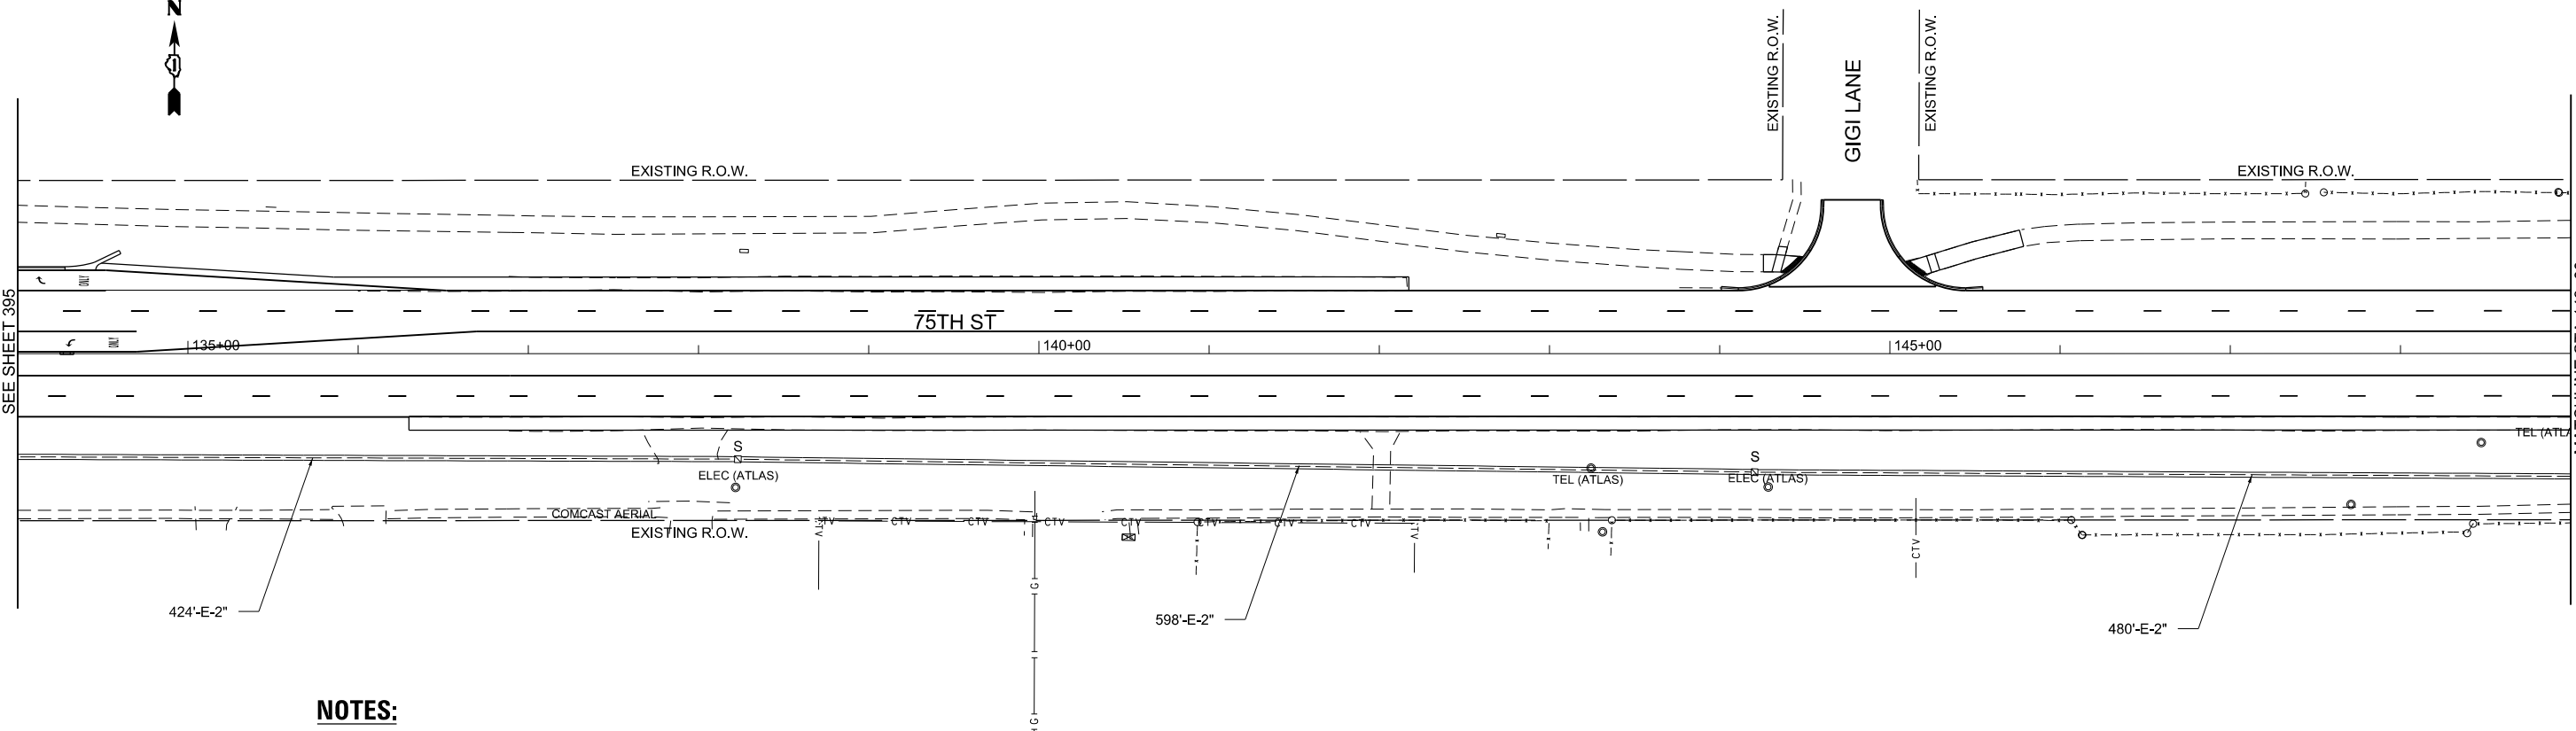 N
EXISTING R.O.W.
EXISTING R.O.W.
GIGI LANE
EXISTING R.O.W.
EXISTING R.O.W.
ONLY
SEE SHEET 395
75TH ST
ONLY
135+00
140+00
145+00
S
ELEC (ATLAS)
TEL (ATLAS)
S
ELEC (ATLAS)
TEL (ATLA
COMCAST AERIAL
CTV
CTV
CTV
CTV
CTV
CTV
CTV
CTV
EXISTING R.O.W.
CTV
CTV
CTV
G
424'-E-2"
598'-E-2"
480'-E-2"
NOTES:
G